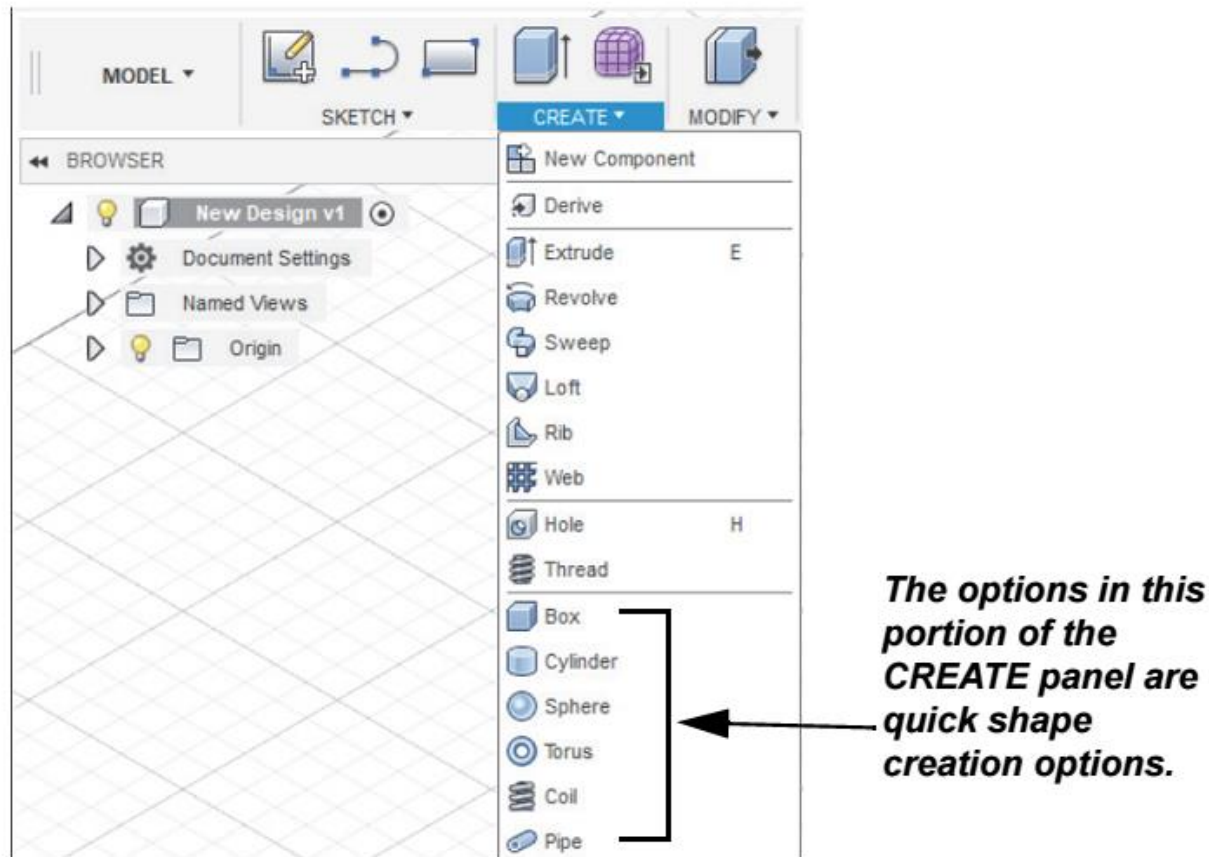 MODEL
SKETCH
CREATE
MODIFY
BROWSER
New Design v1
Document Settings
Named Views
Origin
New Component
Derive
Extrude E
Revolve
Sweep
Loft
Rib
Web
Hole H
Thread
Box
Cylinder
Sphere
Torus
Coil
Pipe
The options in this
portion of the
CREATE panel are
quick shape
creation options.